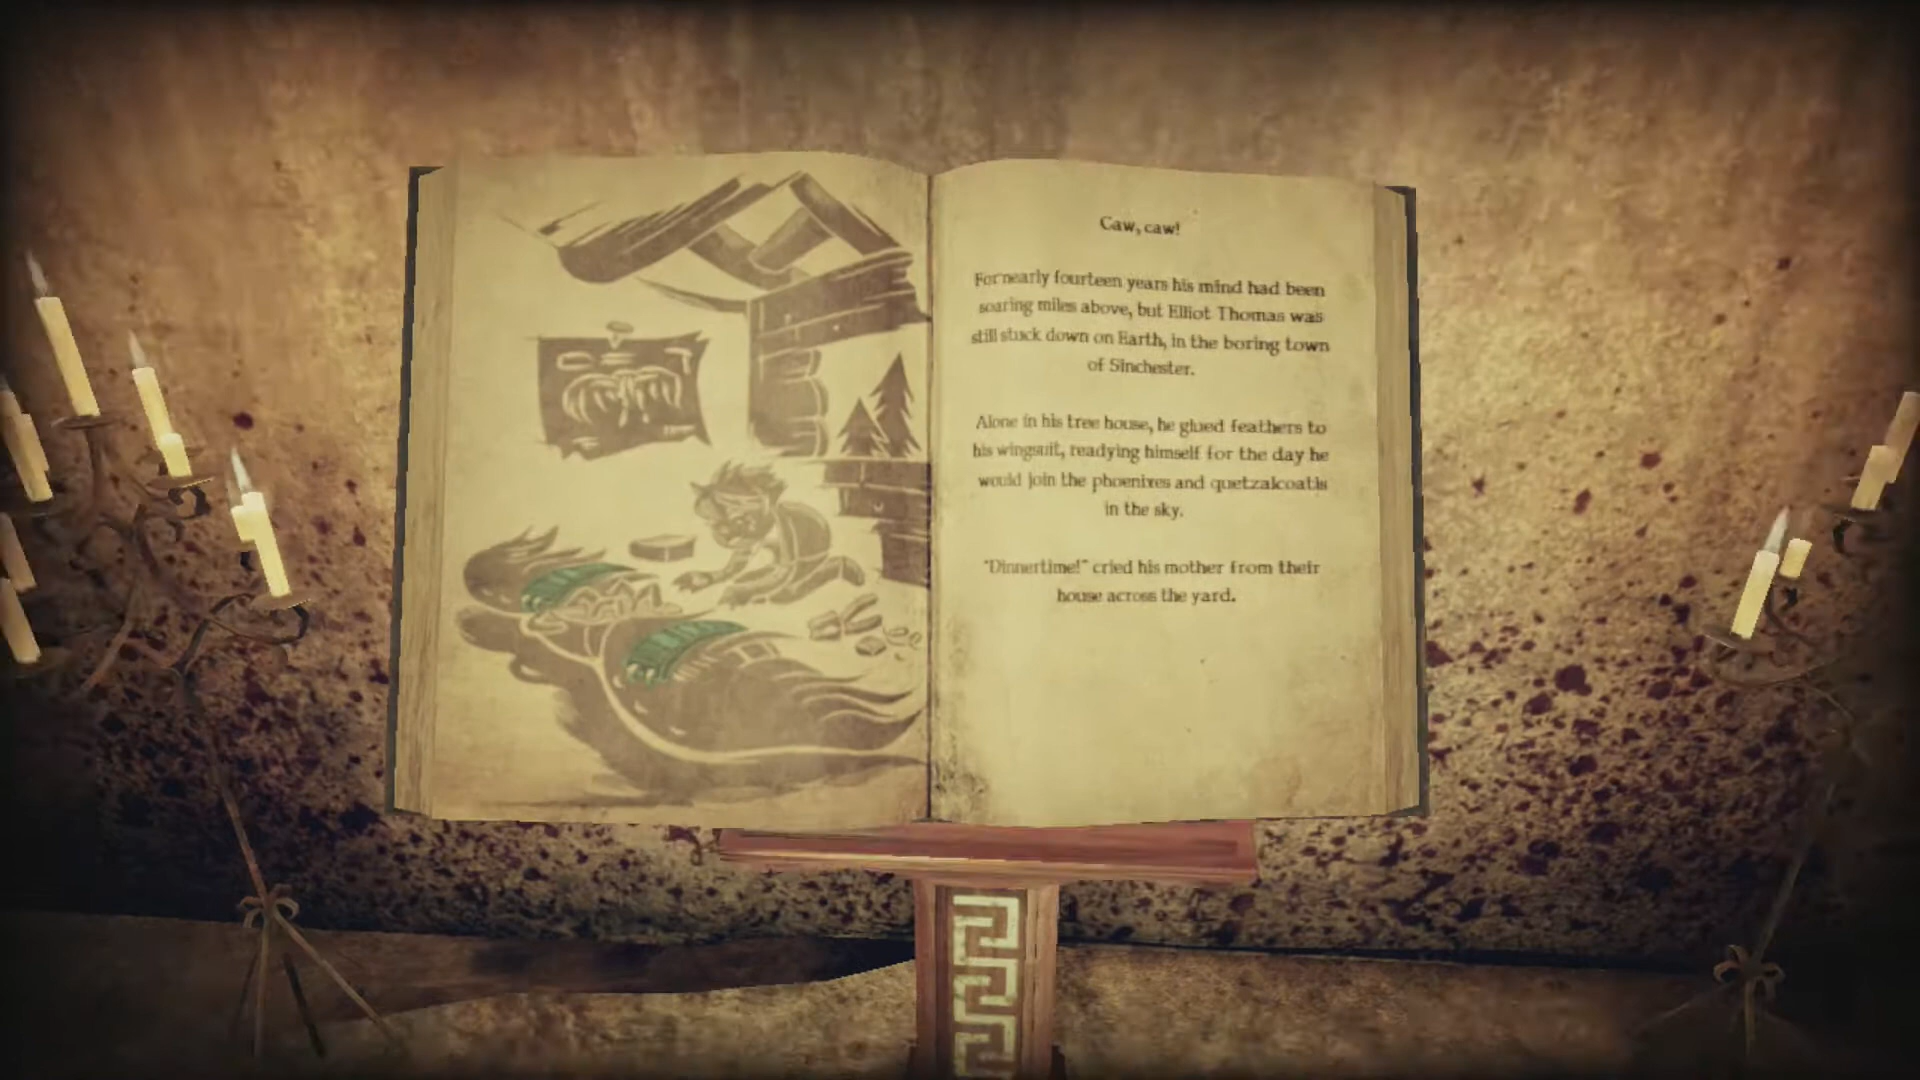 Caw, caw!
For nearly fourteen years his mind had been
soaring miles above, but Elliot Thomas was
still stuck down on Earth, in the boring town
of Sinchester.
Alone in his tree house, he glued feathers to
his wingsuit, readying himself for the day he
would join the phoenixes and quetzalcoatls
in the sky.
"Dinnertime!" cried his mother from their
house across the yard.